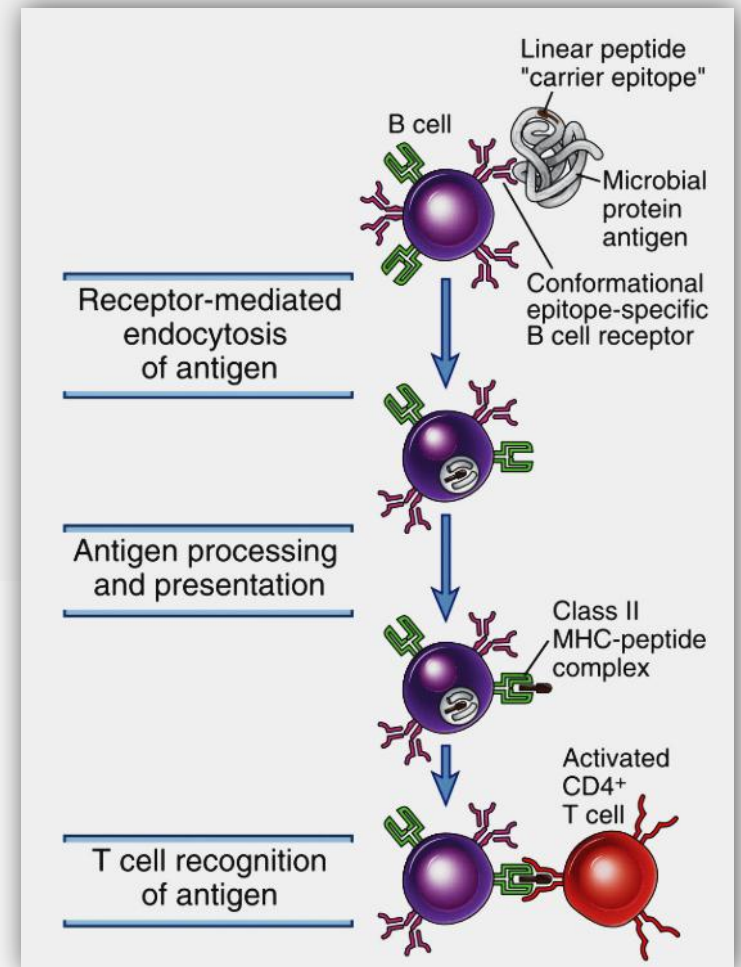 Linear peptide
"carrier epitope"
B cell
Microbial
protein
antigen
Conformational
epitope-specific
B cell receptor
Receptor-mediated
endocytosis
of antigen
Antigen processing
and presentation
Class II
MHC-peptide
complex
Activated
CD4+
T cell
T cell recognition
of antigen